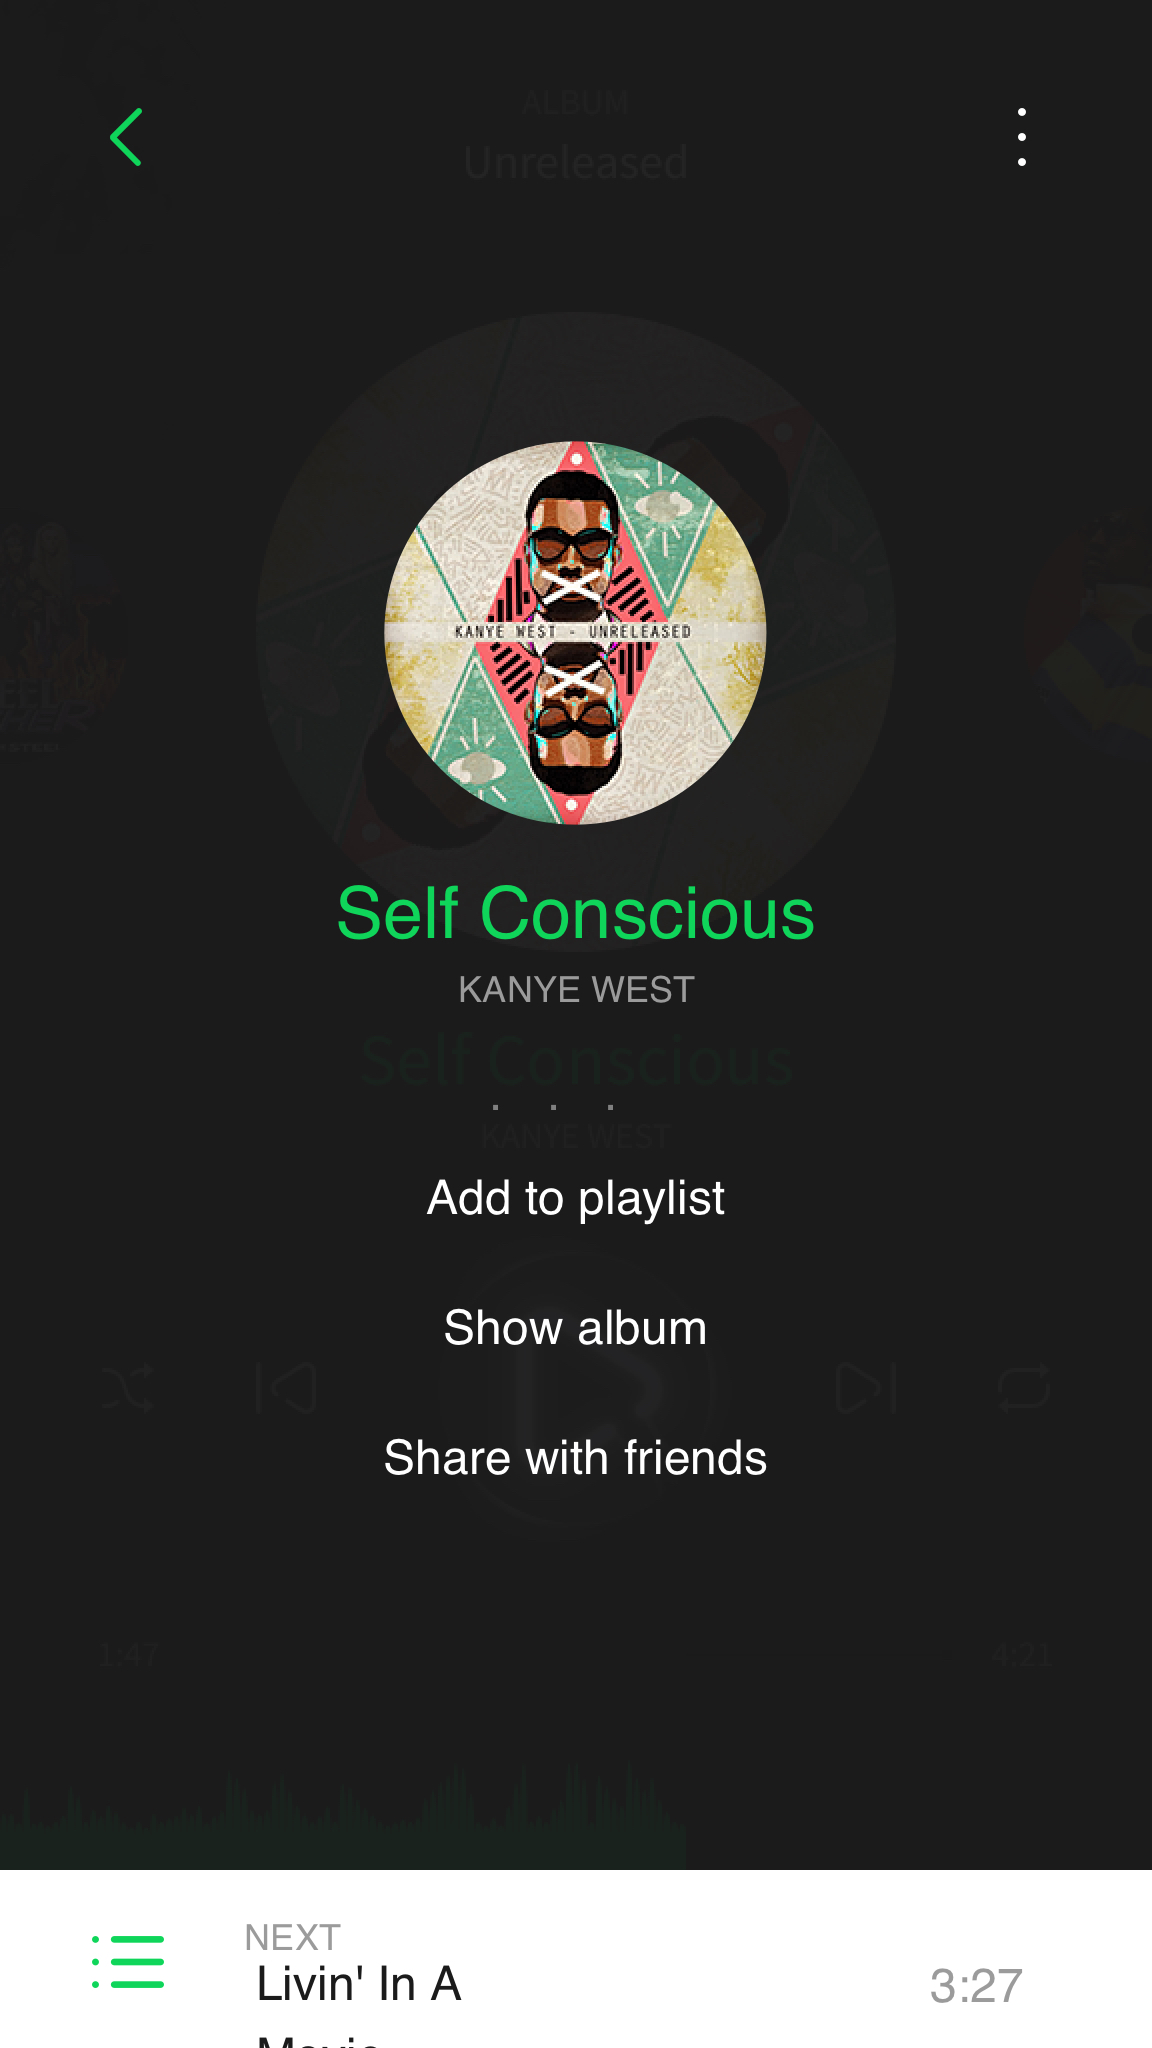 ALBUM
Unreleased
KANYE WEST - UNRELEASED
Self Conscious
KANYE WEST
Self Conscious
. . .
KANYE WEST
Add to playlist
Show album
Share with friends
1:47
4:21
NEXT
Livin' In A
3:27
Movie